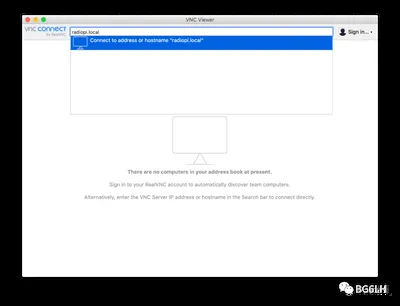 VNC Viewer
vnc connect
by RealVNC
radiopi.local
Sign in...
Connect to address or hostname "radiopi.local"
There are no computers in your address book at present.
Sign in to your RealVNC account to automatically discover team computers.
Alternatively, enter the VNC Server IP address or hostname in the Search bar to connect directly.
BG6LH